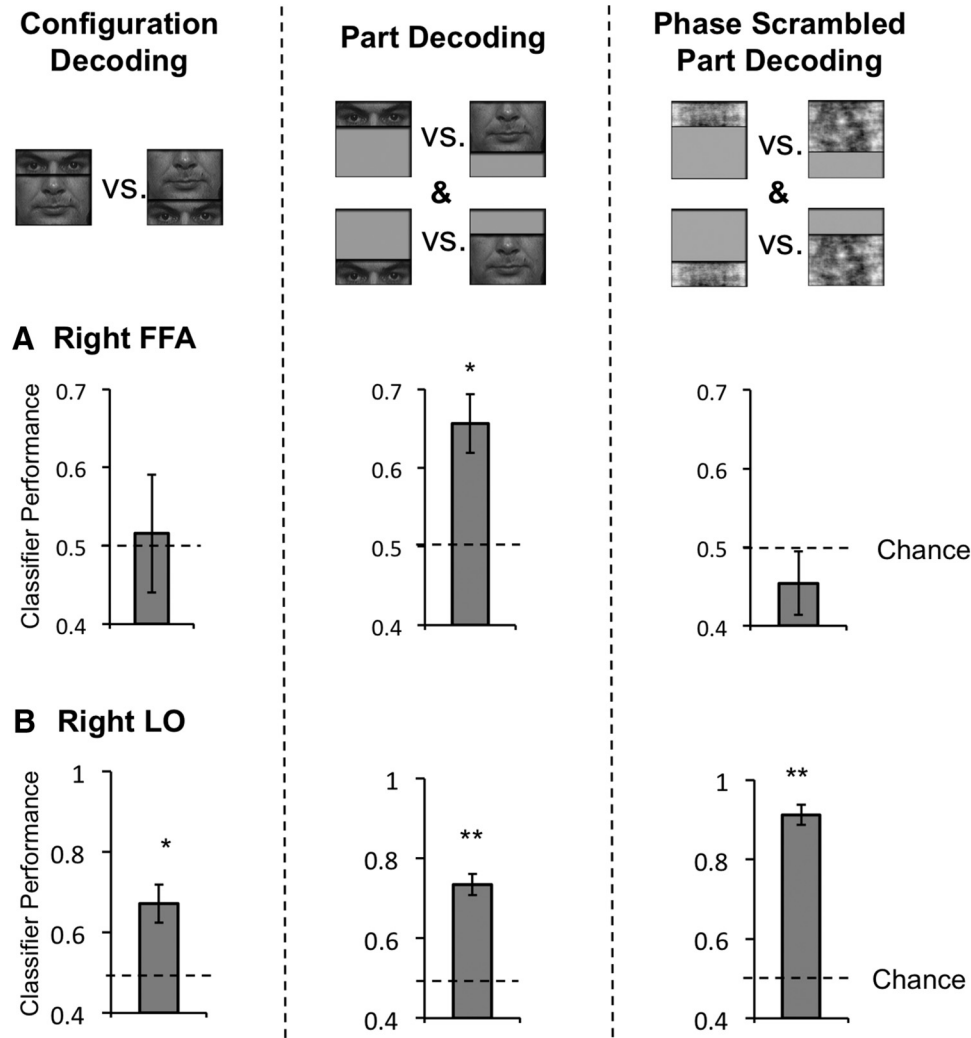 Configuration
Decoding
Part Decoding
Phase Scrambled
Part Decoding
vs.
vs.
&
vs.
vs.
&
vs.
A Right FFA
Classifier Performance
0.7
0.6
0.5
0.4
*
0.7
0.6
0.5
0.4
0.7
0.6
0.5
0.4
Chance
B Right LO
Classifier Performance
1
0.8
0.6
0.4
*
1
0.8
0.6
0.4
**
1
0.8
0.6
0.4
**
Chance